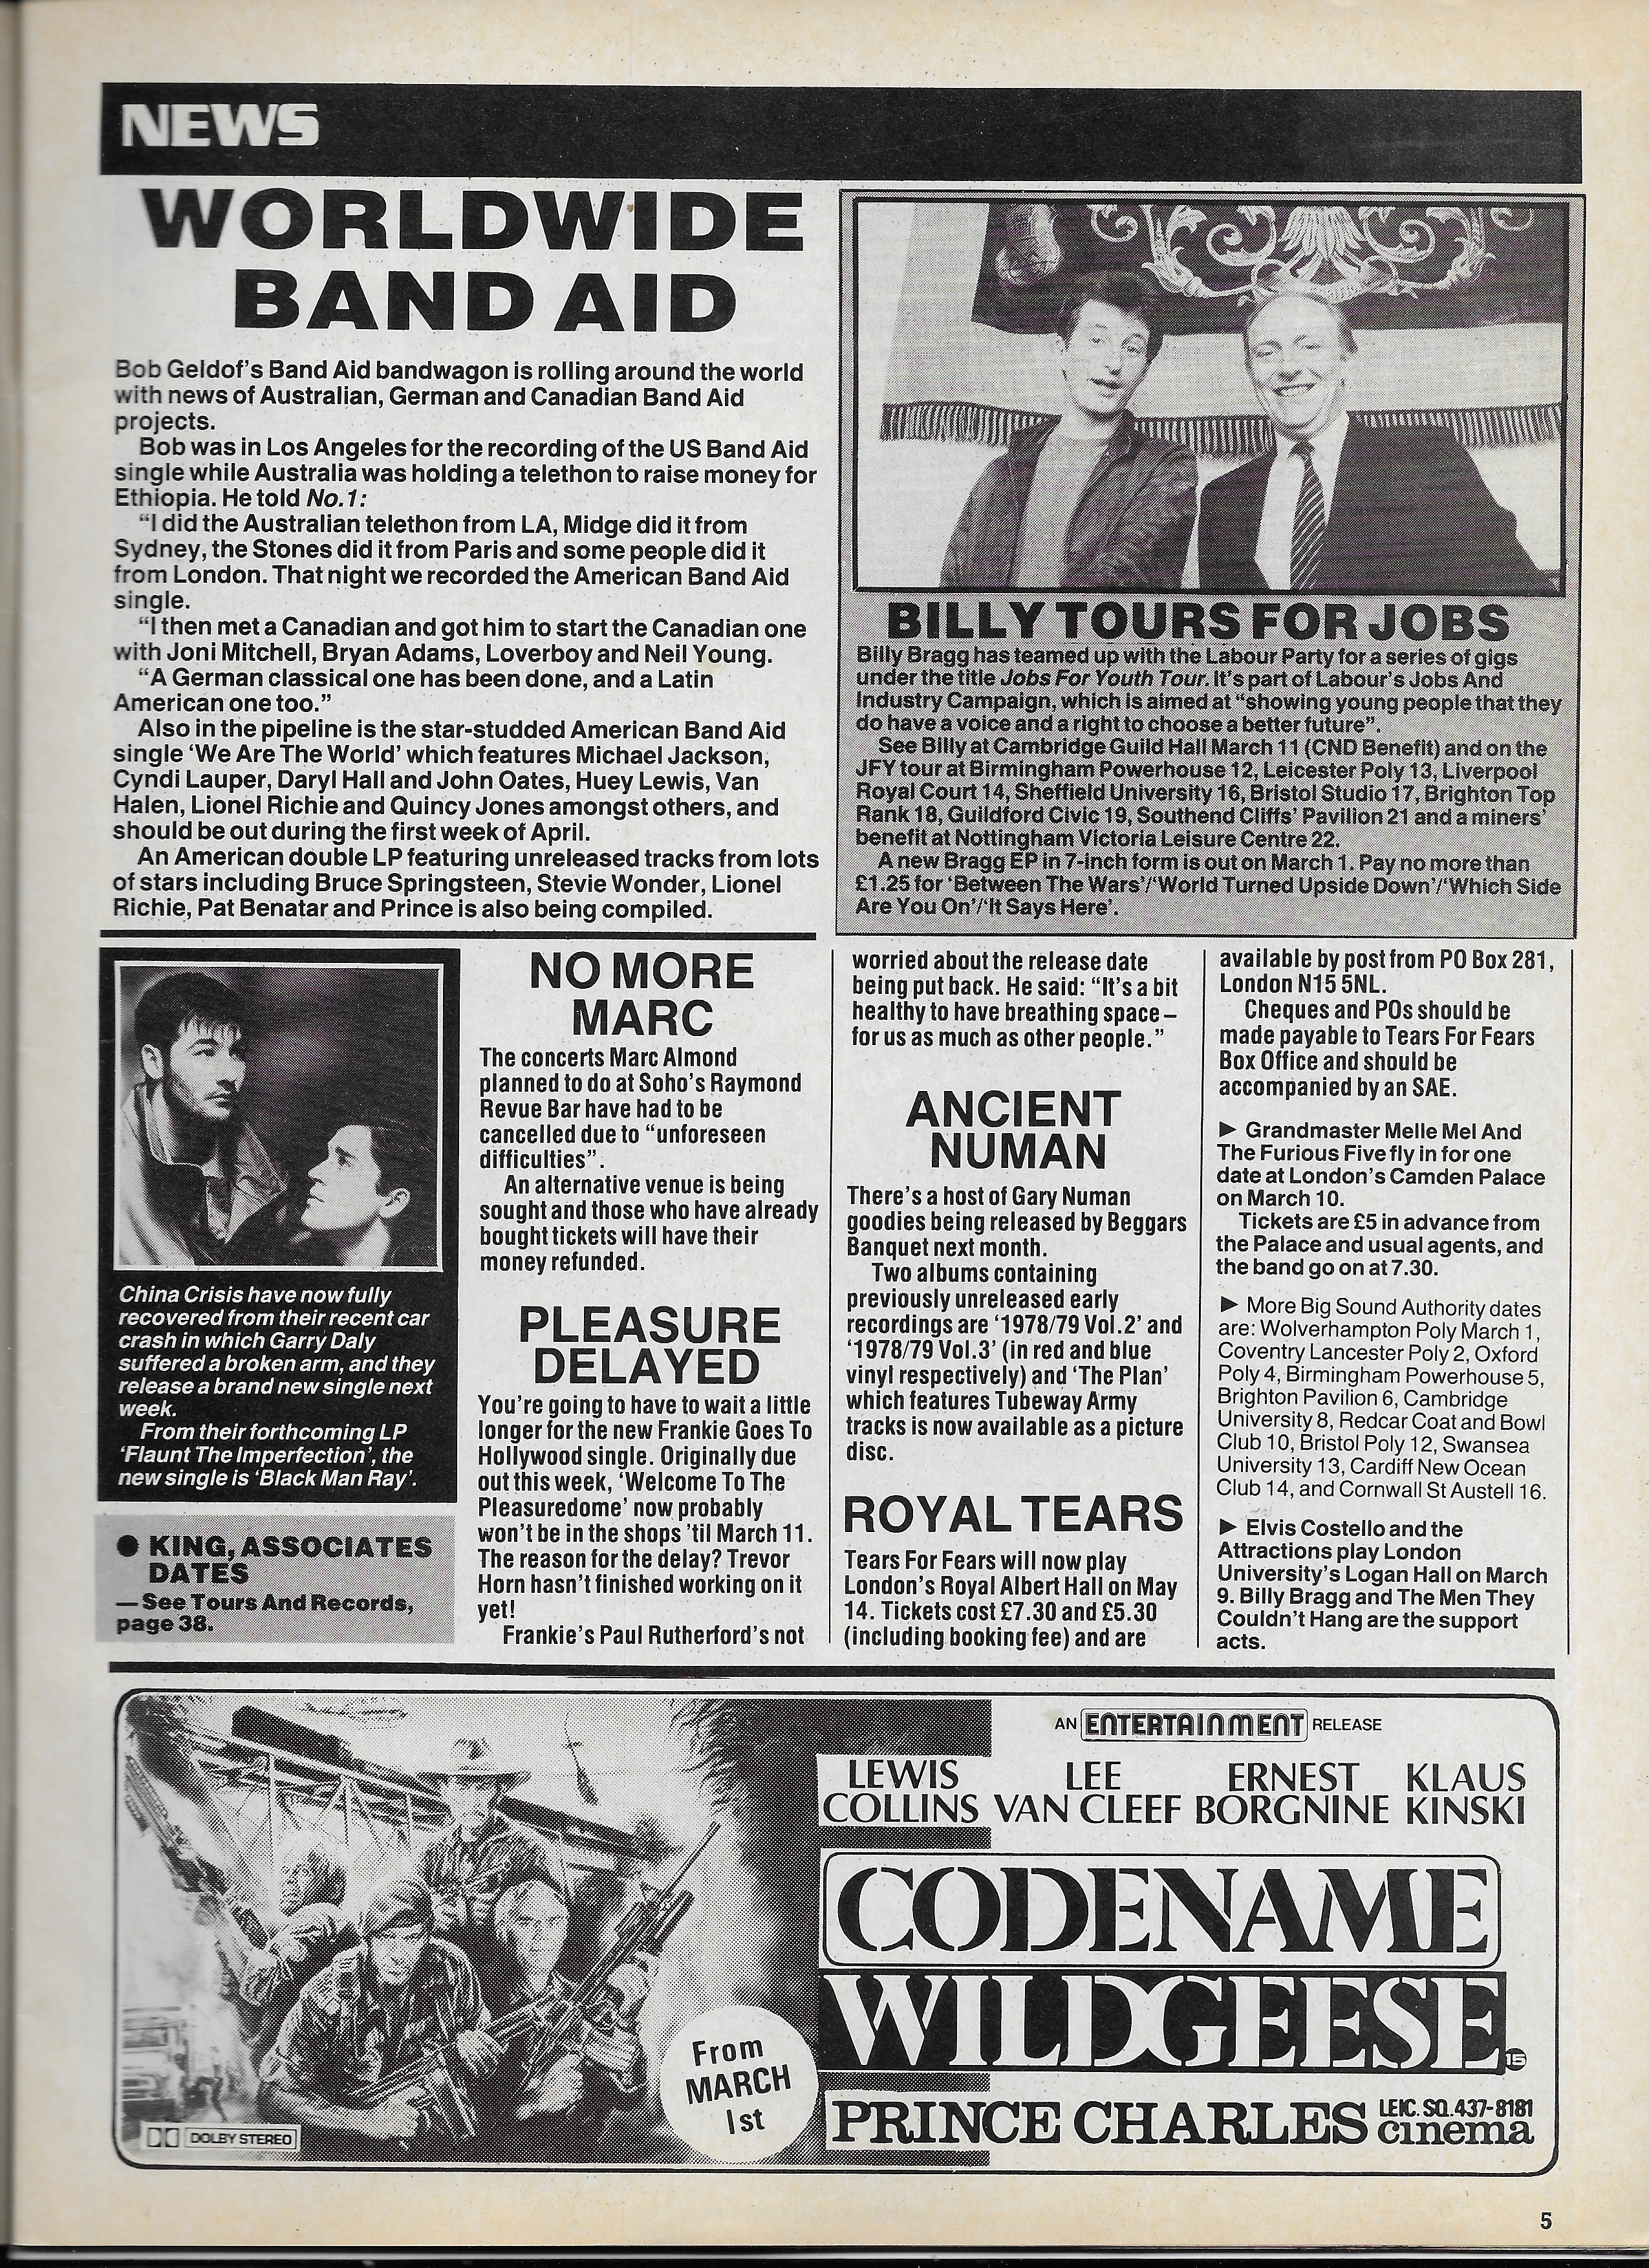 NEWS
WORLDWIDE
BAND AID
Bob Geldof's Band Aid bandwagon is rolling around the world
with news of Australian, German and Canadian Band Aid
projects.
Bob was in Los Angeles for the recording of the US Band Aid
single while Australia was holding a telethon to raise money for
Ethiopia. He told No.1:
"I did the Australian telethon from LA, Midge did it from
Sydney, the Stones did it from Paris and some people did it
from London. That night we recorded the American Band Aid
single.
"I then met a Canadian and got him to start the Canadian one
with Joni Mitchell, Bryan Adams, Loverboy and Neil Young.
"A German classical one has been done, and a Latin
American one too."
Also in the pipeline is the star-studded American Band Aid
single 'We Are The World' which features Michael Jackson,
Cyndi Lauper, Daryl Hall and John Oates, Huey Lewis, Van
Halen, Lionel Richie and Quincy Jones amongst others, and
should be out during the first week of April.
An American double LP featuring unreleased tracks from lots
of stars including Bruce Springsteen, Stevie Wonder, Lionel
Richie, Pat Benatar and Prince is also being compiled.
BILLY TOURS FOR JOBS
Billy Bragg has teamed up with the Labour Party for a series of gigs
under the title Jobs For Youth Tour. It's part of Labour's Jobs And
Industry Campaign, which is aimed at "showing young people that they
do have a voice and a right to choose a better future".
See Billy at Cambridge Guild Hall March 11 (CND Benefit) and on the
JFY tour at Birmingham Powerhouse 12, Leicester Poly 13, Liverpool
Royal Court 14, Sheffield University 16, Bristol Studio 17, Brighton Top
Rank 18, Guildford Civic 19, Southend Cliffs' Pavilion 21 and a miners'
benefit at Nottingham Victoria Leisure Centre 22.
A new Bragg EP in 7-inch form is out on March 1. Pay no more than
£1.25 for 'Between The Wars'/'World Turned Upside Down'/'Which Side
Are You On'/'It Says Here'.
China Crisis have now fully
recovered from their recent car
crash in which Garry Daly
suffered a broken arm, and they
release a brand new single next
week.
From their forthcoming LP
'Flaunt The Imperfection', the
new single is 'Black Man Ray'.
● KING, ASSOCIATES
DATES
— See Tours And Records,
page 38.
NO MORE
MARC
The concerts Marc Almond
planned to do at Soho's Raymond
Revue Bar have had to be
cancelled due to "unforeseen
difficulties".
An alternative venue is being
sought and those who have already
bought tickets will have their
money refunded.
PLEASURE
DELAYED
You're going to have to wait a little
longer for the new Frankie Goes To
Hollywood single. Originally due
out this week, 'Welcome To The
Pleasuredome' now probably
won't be in the shops 'til March 11.
The reason for the delay? Trevor
Horn hasn't finished working on it
yet!
Frankie's Paul Rutherford's not
worried about the release date
being put back. He said: "It's a bit
healthy to have breathing space –
for us as much as other people."
ANCIENT
NUMAN
There's a host of Gary Numan
goodies being released by Beggars
Banquet next month.
Two albums containing
previously unreleased early
recordings are '1978/79 Vol.2' and
'1978/79 Vol.3' (in red and blue
vinyl respectively) and 'The Plan'
which features Tubeway Army
tracks is now available as a picture
disc.
ROYAL TEARS
Tears For Fears will now play
London's Royal Albert Hall on May
14. Tickets cost £7.30 and £5.30
(including booking fee) and are
available by post from PO Box 281,
London N15 5NL.
Cheques and POs should be
made payable to Tears For Fears
Box Office and should be
accompanied by an SAE.
► Grandmaster Melle Mel And
The Furious Five fly in for one
date at London's Camden Palace
on March 10.
Tickets are £5 in advance from
the Palace and usual agents, and
the band go on at 7.30.
► More Big Sound Authority dates
are: Wolverhampton Poly March 1,
Coventry Lancester Poly 2, Oxford
Poly 4, Birmingham Powerhouse 5,
Brighton Pavilion 6, Cambridge
University 8, Redcar Coat and Bowl
Club 10, Bristol Poly 12, Swansea
University 13, Cardiff New Ocean
Club 14, and Cornwall St Austell 16.
► Elvis Costello and the
Attractions play London
University's Logan Hall on March
9. Billy Bragg and The Men They
Couldn't Hang are the support
acts.
AN ENTERTAINMENT RELEASE
LEWIS COLLINS LEE VAN CLEEF ERNEST BORGNINE KLAUS KINSKI
CODENAME
WILDGEESE
15
From
MARCH
1st
DOLBY STEREO
PRINCE CHARLES cinema
LEIC. SQ. 437-8181
5